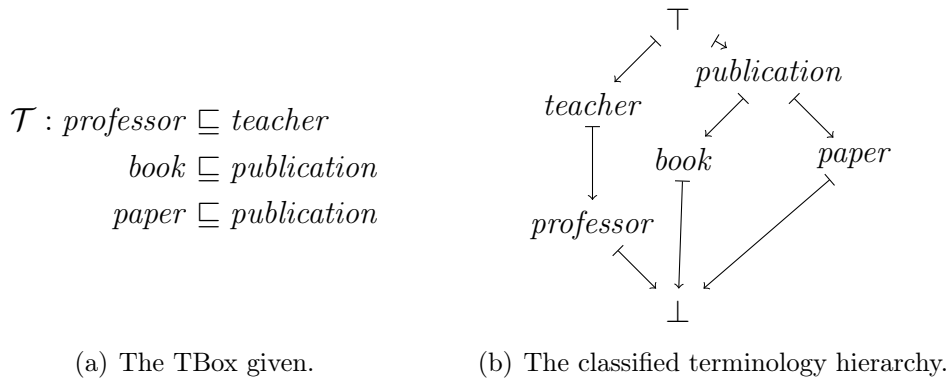 ⊤
publication
teacher
𝒯 : professor ⊑ teacher
book ⊑ publication
book
paper
paper ⊑ publication
professor
⊥
(a) The TBox given.
(b) The classified terminology hierarchy.